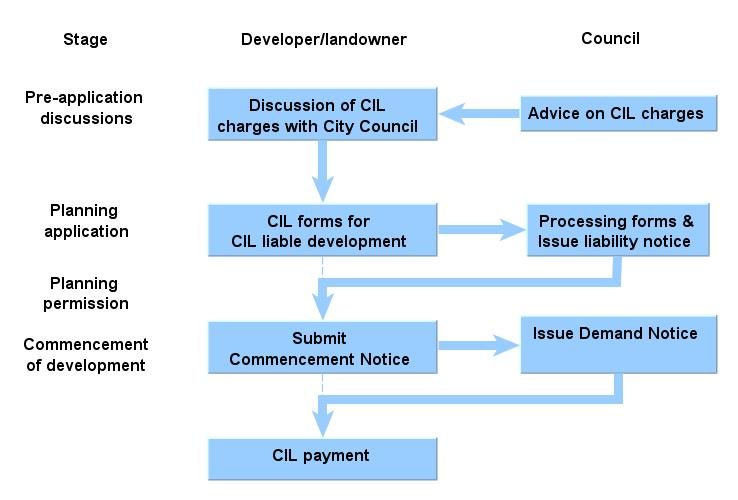 Stage
Developer/landowner
Council
Pre-application
discussions
Discussion of CIL
charges with City Council
Advice on CIL charges
Planning
application
CIL forms for
CIL liable development
Processing forms &
Issue liability notice
Planning
permission
Commencement
of development
Submit
Commencement Notice
Issue Demand Notice
CIL payment